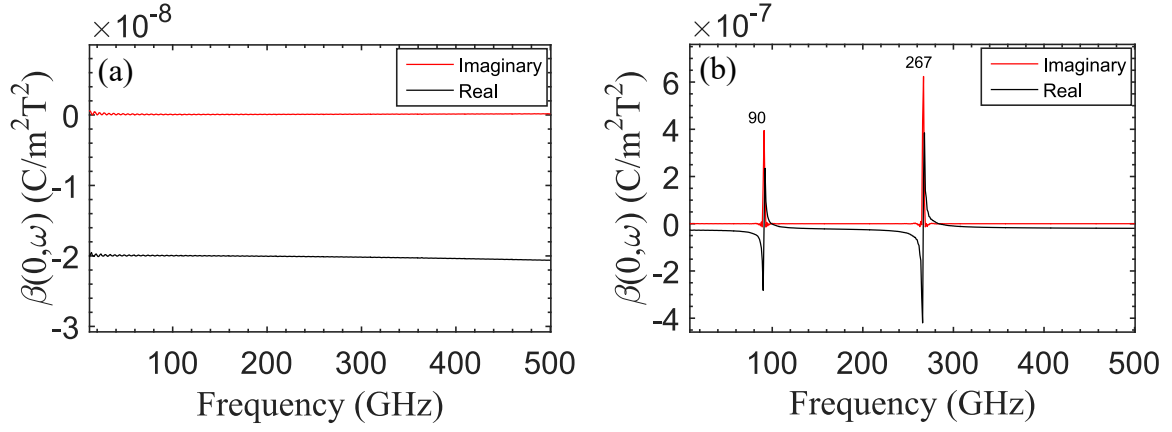 ×10⁻⁸
(a)
Imaginary
Real
0
-1
-2
-3
β(0,ω) (C/m²T²)
100 200 300 400 500
Frequency (GHz)
×10⁻⁷
(b)
267
90
Imaginary
Real
6
4
2
0
-2
-4
β(0,ω) (C/m²T²)
100 200 300 400 500
Frequency (GHz)